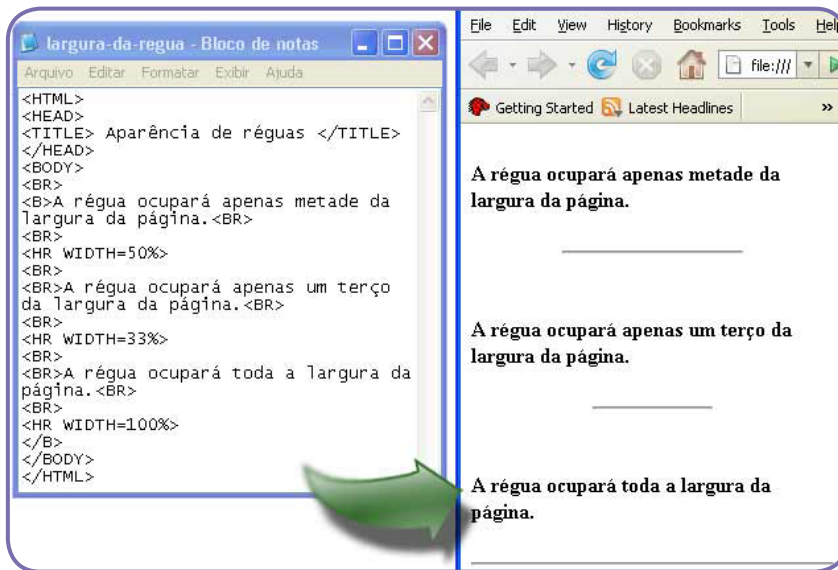 largura-da-regua - Bloco de notas
Arquivo Editar Formatar Exibir Ajuda
<HTML>
<HEAD>
<TITLE> Aparência de réguas </TITLE>
</HEAD>
<BODY>
<BR>
<B>A régua ocupará apenas metade da
largura da página.<BR>
<BR>
<HR WIDTH=50%>
<BR>
<BR>A régua ocupará apenas um terço
da largura da página.<BR>
<BR>
<HR WIDTH=33%>
<BR>
<BR>A régua ocupará toda a largura da
página.<BR>
<BR>
<HR WIDTH=100%>
</B>
</BODY>
</HTML>
File Edit View History Bookmarks Tools Help
file:///
Getting Started Latest Headlines »
A régua ocupará apenas metade da
largura da página.
A régua ocupará apenas um terço da
largura da página.
A régua ocupará toda a largura da
página.